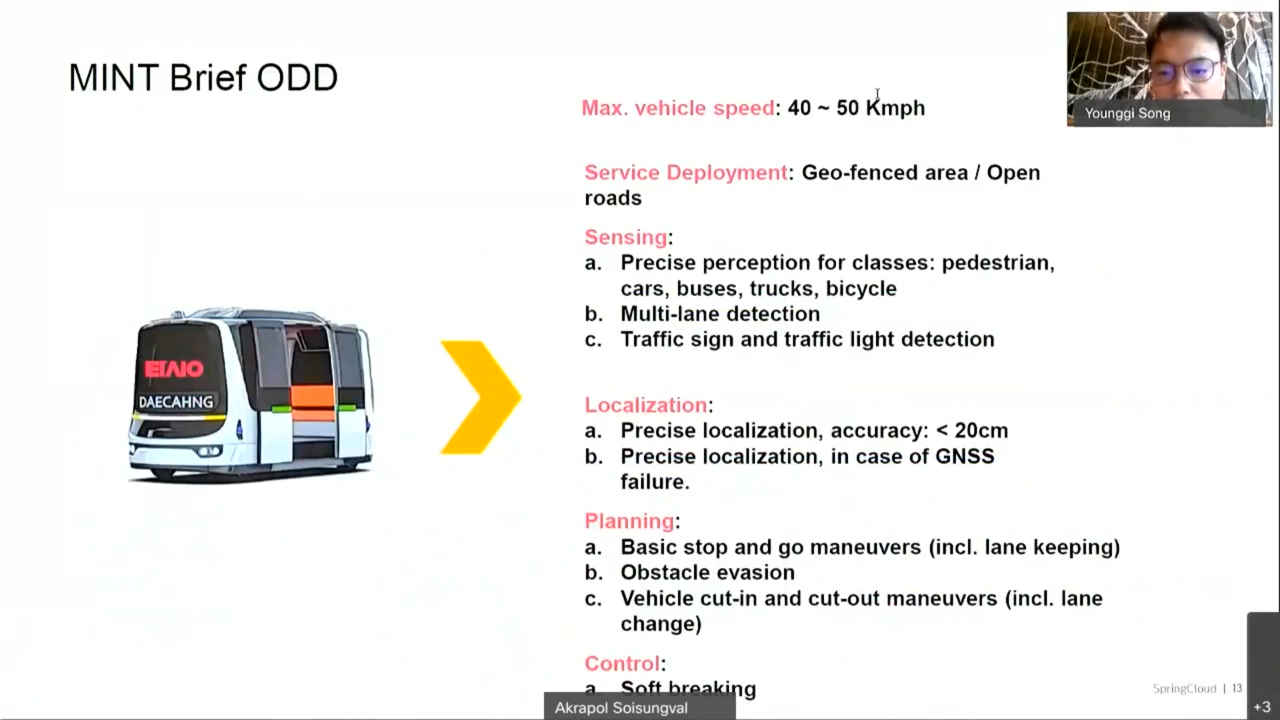 MINT Brief ODD
Max. vehicle speed: 40 ~ 50 Kmph
Younggi Song
Service Deployment: Geo-fenced area / Open
roads
Sensing:
a. Precise perception for classes: pedestrian,
cars, buses, trucks, bicycle
b. Multi-lane detection
c. Traffic sign and traffic light detection
DAECAHNG
Localization:
a. Precise localization, accuracy: < 20cm
b. Precise localization, in case of GNSS
failure.
Planning:
a. Basic stop and go maneuvers (incl. lane keeping)
b. Obstacle evasion
c. Vehicle cut-in and cut-out maneuvers (incl. lane
change)
Control:
a. Soft breaking
SpringCloud | 13
Akrapol Soisungval
+3